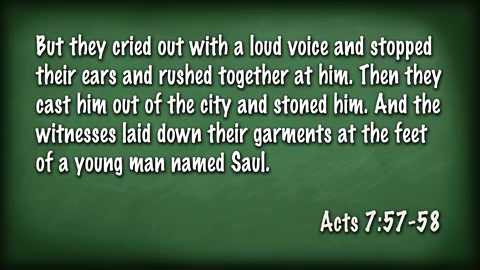 But they cried out with a loud voice and stopped
their ears and rushed together at him. Then they
cast him out of the city and stoned him. And the
witnesses laid down their garments at the feet
of a young man named Saul.
Acts 7:57-58